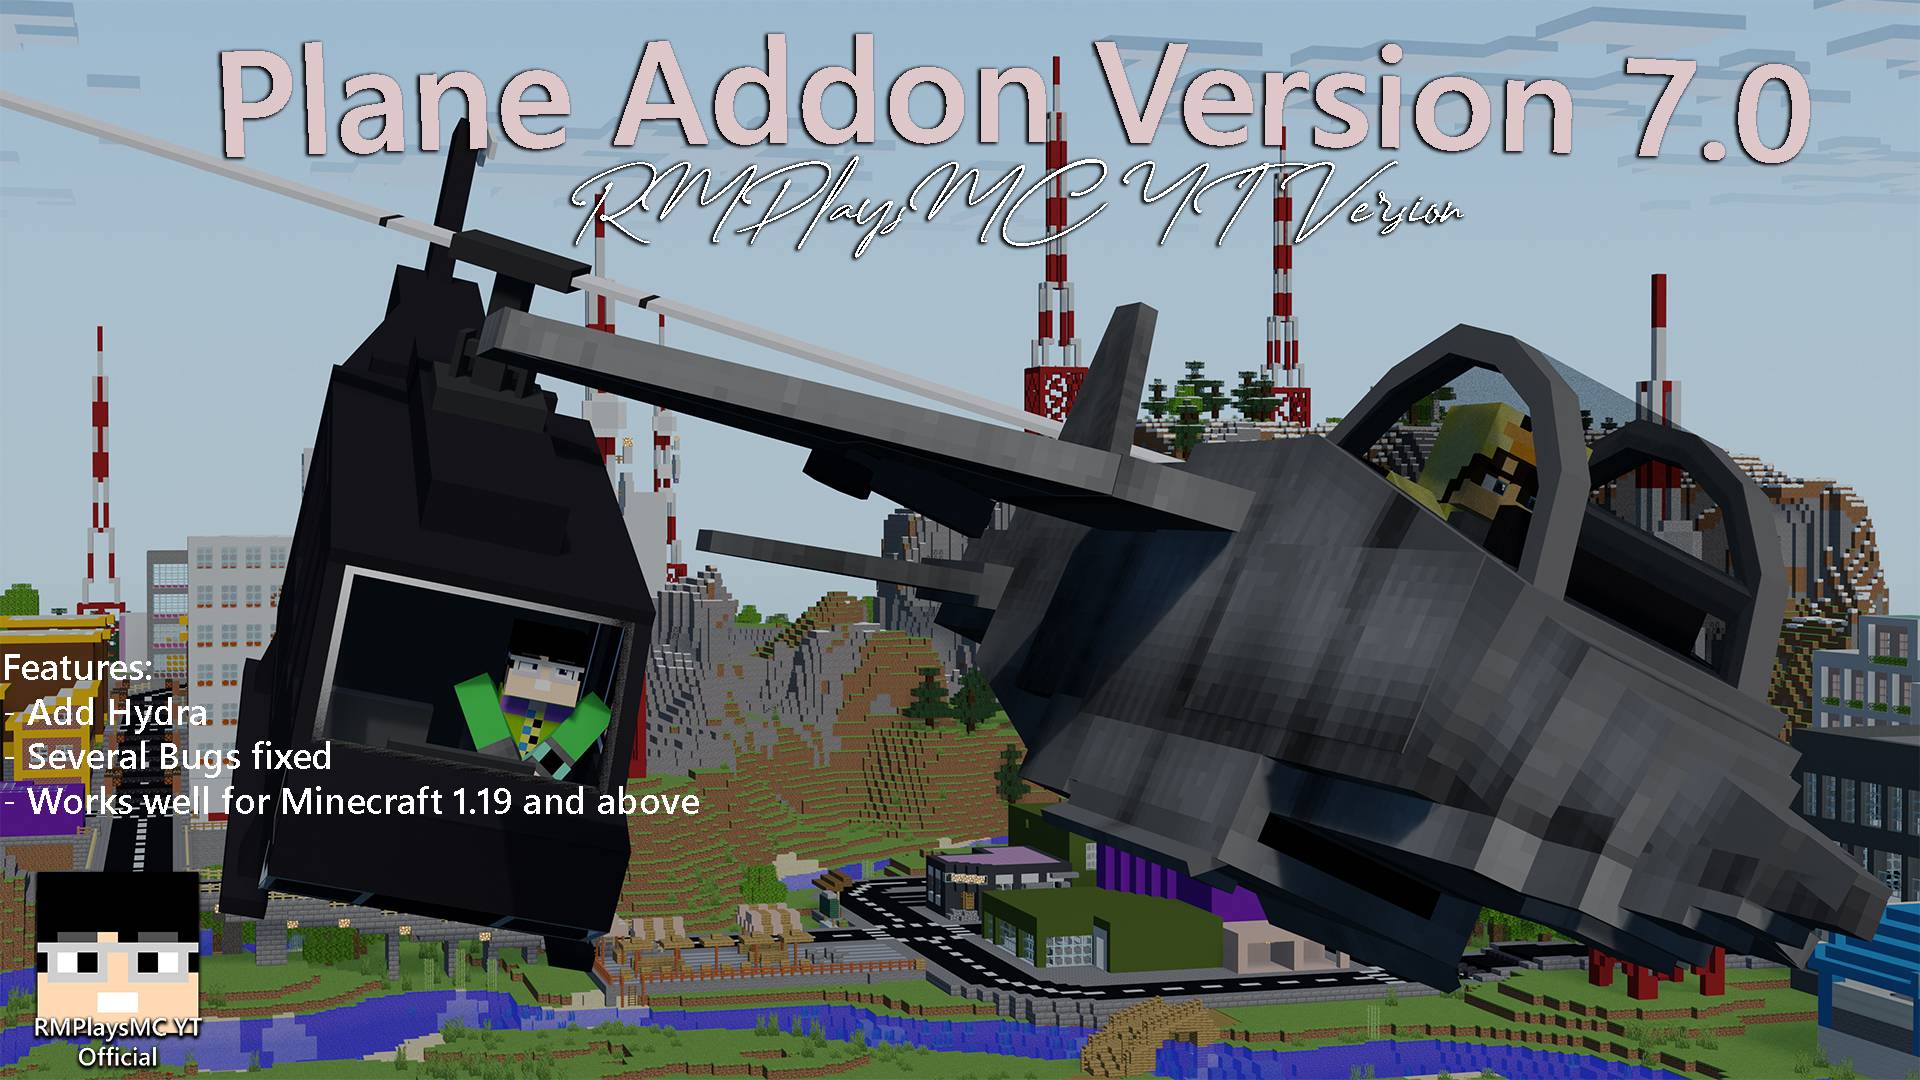 Plane Addon Version 7.0
RMPlaysMC YT Version
Features:
- Add Hydra
- Several Bugs fixed
- Works well for Minecraft 1.19 and above
RMPlaysMC YT
Official